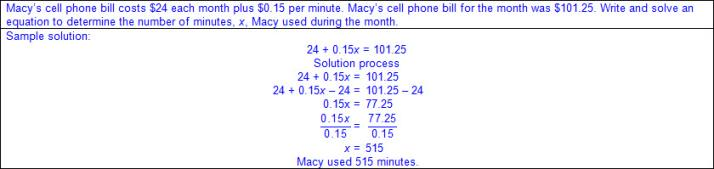 Macy's cell phone bill costs $24 each month plus $0.15 per minute. Macy's cell phone bill for the month was $101.25. Write and solve an
equation to determine the number of minutes, x, Macy used during the month.
Sample solution:
24 + 0.15x = 101.25
Solution process
24 + 0.15x = 101.25
24 + 0.15x – 24 = 101.25 – 24
0.15x = 77.25
0.15x / 0.15 = 77.25 / 0.15
x = 515
Macy used 515 minutes.